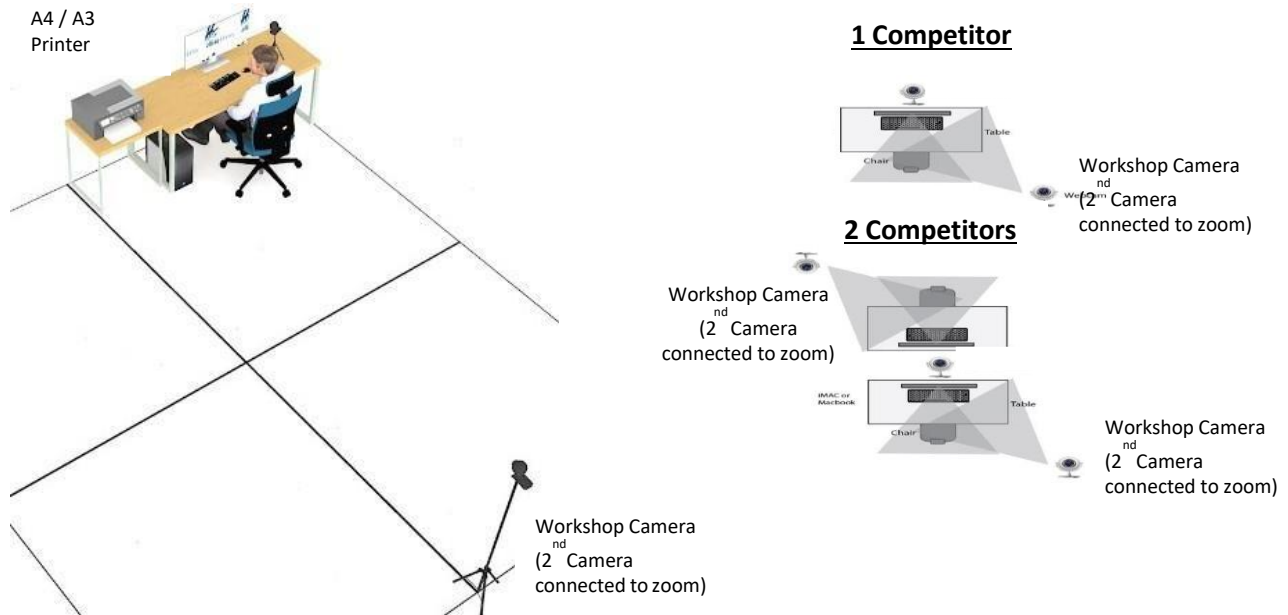 A4 / A3
Printer
Workshop Camera
(2nd Camera
connected to zoom)
1 Competitor
Table
Chair
Webcam
Workshop Camera
(2nd Camera
connected to zoom)
2 Competitors
Workshop Camera
(2nd Camera
connected to zoom)
iMAC or
Macbook
Table
Chair
Workshop Camera
(2nd Camera
connected to zoom)